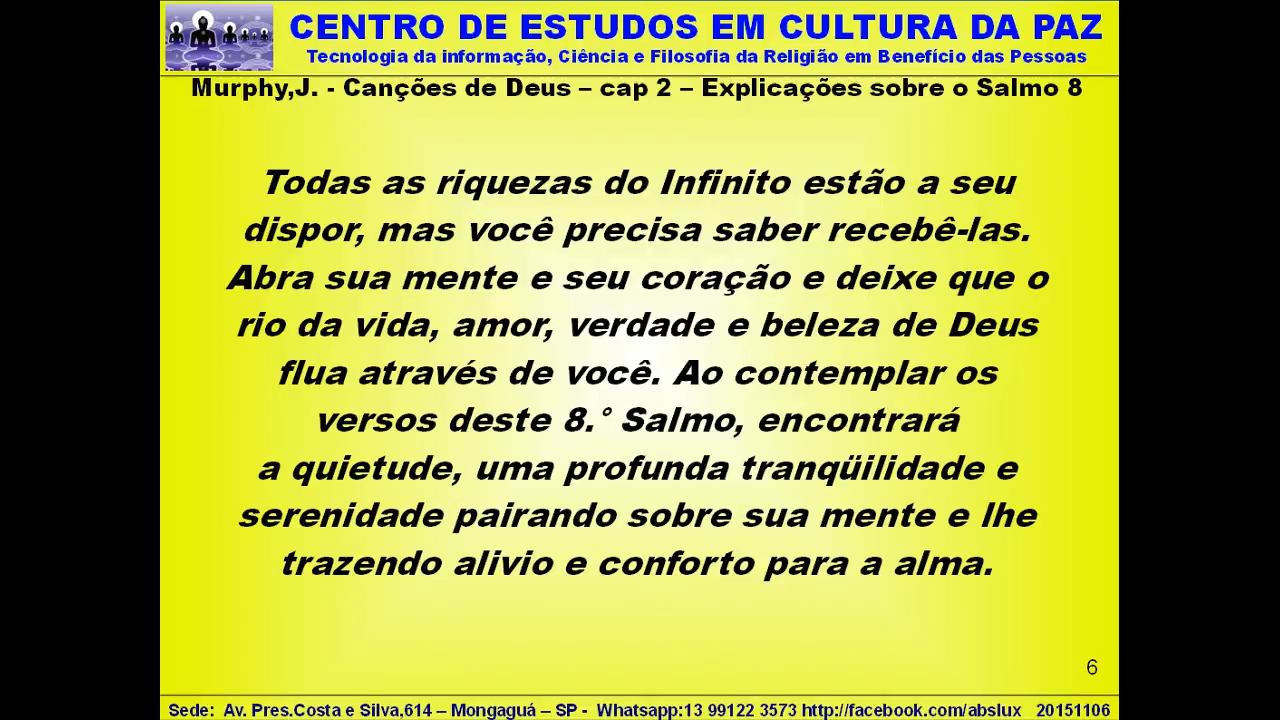 CENTRO DE ESTUDOS EM CULTURA DA PAZ
Tecnologia da informação, Ciência e Filosofia da Religião em Benefício das Pessoas
Murphy,J. - Canções de Deus – cap 2 – Explicações sobre o Salmo 8
Todas as riquezas do Infinito estão a seu
dispor, mas você precisa saber recebê-las.
Abra sua mente e seu coração e deixe que o
rio da vida, amor, verdade e beleza de Deus
flua através de você. Ao contemplar os
versos deste 8.° Salmo, encontrará
a quietude, uma profunda tranqüilidade e
serenidade pairando sobre sua mente e lhe
trazendo alivio e conforto para a alma.
6
Sede: Av. Pres.Costa e Silva,614 – Mongaguá – SP - Whatsapp:13 99122 3573 http://facebook.com/abslux 20151106